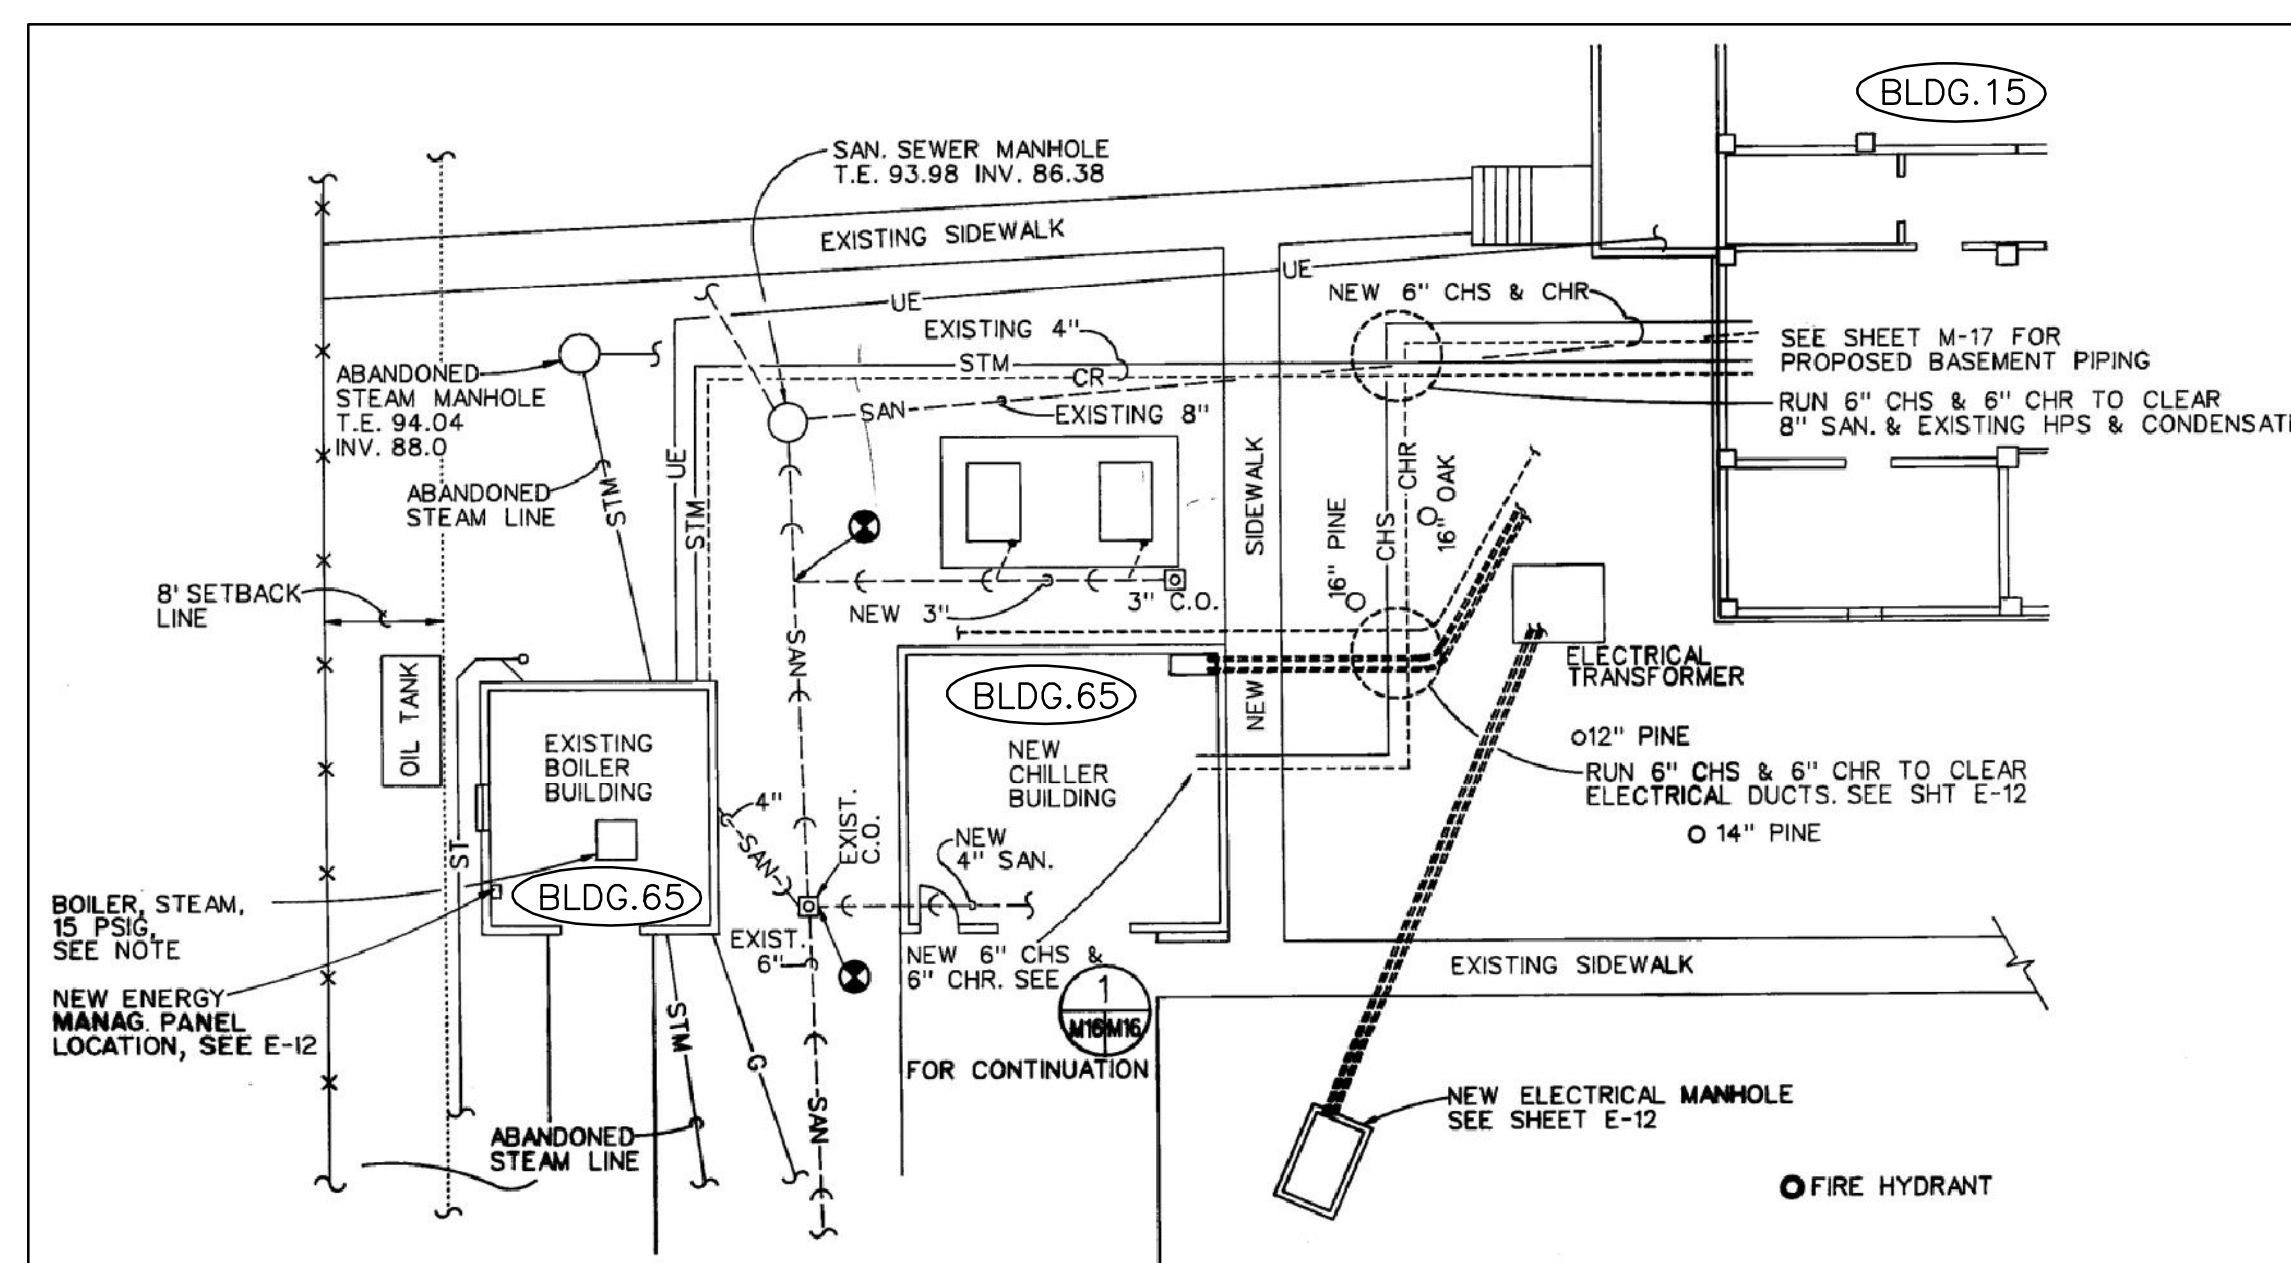 BLDG.15
SAN. SEWER MANHOLE
T.E. 93.98 INV. 86.38
EXISTING SIDEWALK
UE
UE
NEW 6" CHS & CHR
EXISTING 4"
STM
CR
SEE SHEET M-17 FOR
PROPOSED BASEMENT PIPING
ABANDONED
STEAM MANHOLE
T.E. 94.04
INV. 88.0
SAN
EXISTING 8"
RUN 6" CHS & 6" CHR TO CLEAR
8" SAN. & EXISTING HPS & CONDENSATE
ABANDONED
STEAM LINE
STM
UE
STM
SIDEWALK
NEW
CHR
CHS
16" OAK
16" PINE
8' SETBACK
LINE
NEW 3"
3" C.O.
SAN
OIL TANK
BLDG.65
ELECTRICAL
TRANSFORMER
EXISTING
BOILER
BUILDING
NEW
CHILLER
BUILDING
12" PINE
RUN 6" CHS & 6" CHR TO CLEAR
ELECTRICAL DUCTS. SEE SHT E-12
14" PINE
4"
SAN
EXIST.
C.O.
NEW
4" SAN.
ST
BLDG.65
BOILER, STEAM,
15 PSIG,
SEE NOTE
EXIST.
6"
NEW 6" CHS &
6" CHR. SEE
1
M16 M16
FOR CONTINUATION
EXISTING SIDEWALK
NEW ENERGY
MANAG. PANEL
LOCATION, SEE E-12
STM
G
SAN
ABANDONED
STEAM LINE
NEW ELECTRICAL MANHOLE
SEE SHEET E-12
FIRE HYDRANT